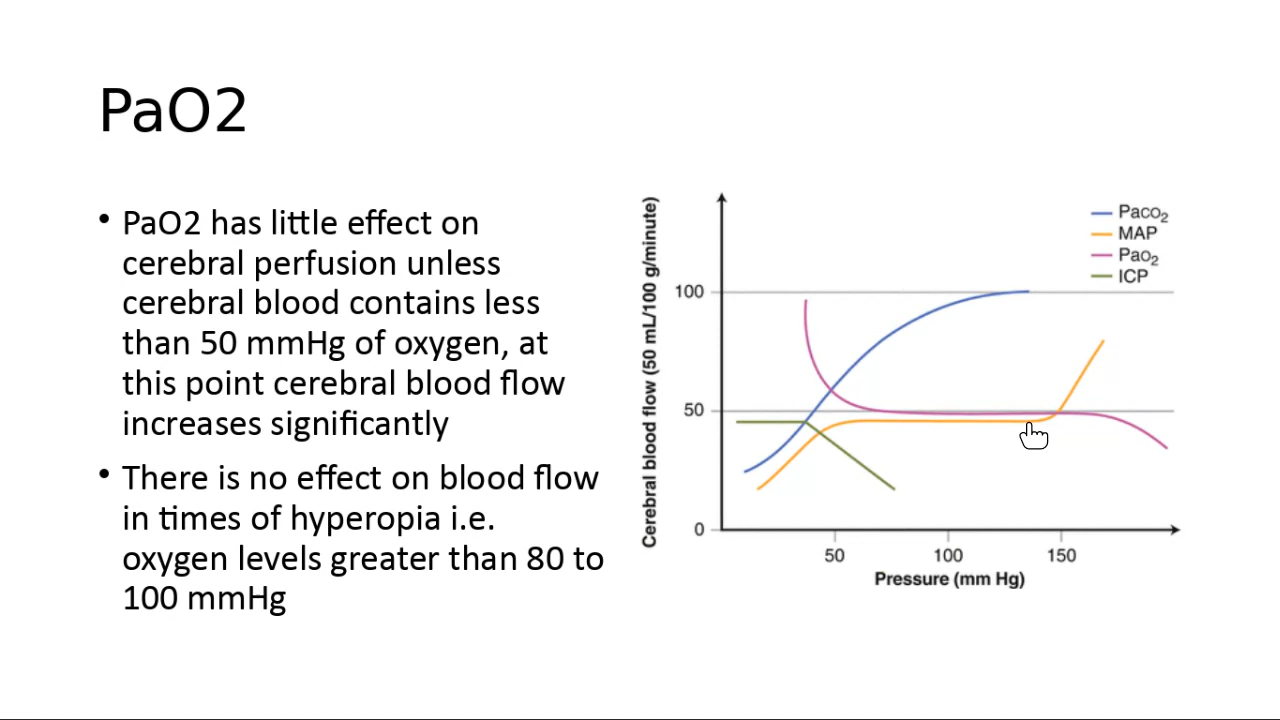 PaO2
• PaO2 has little effect on
cerebral perfusion unless
cerebral blood contains less
than 50 mmHg of oxygen, at
this point cerebral blood flow
increases significantly
• There is no effect on blood flow
in times of hyperopia i.e.
oxygen levels greater than 80 to
100 mmHg
Cerebral blood flow (50 mL/100 g/minute)
Paco2
MAP
Pao2
ICP
100
50
0
50 100 150
Pressure (mm Hg)